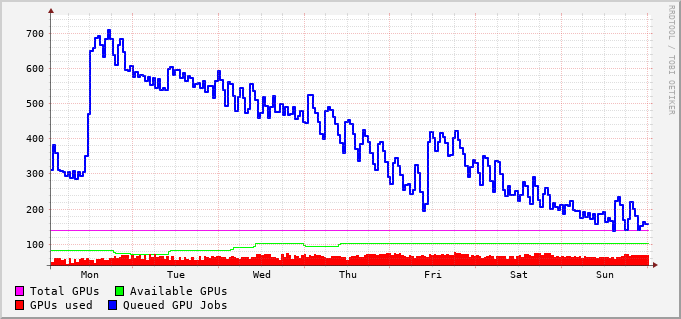 RRDTOOL / TOBI OETIKER
700
600
500
400
300
200
100
Mon Tue Wed Thu Fri Sat Sun
Total GPUs Available GPUs
GPUs used Queued GPU Jobs